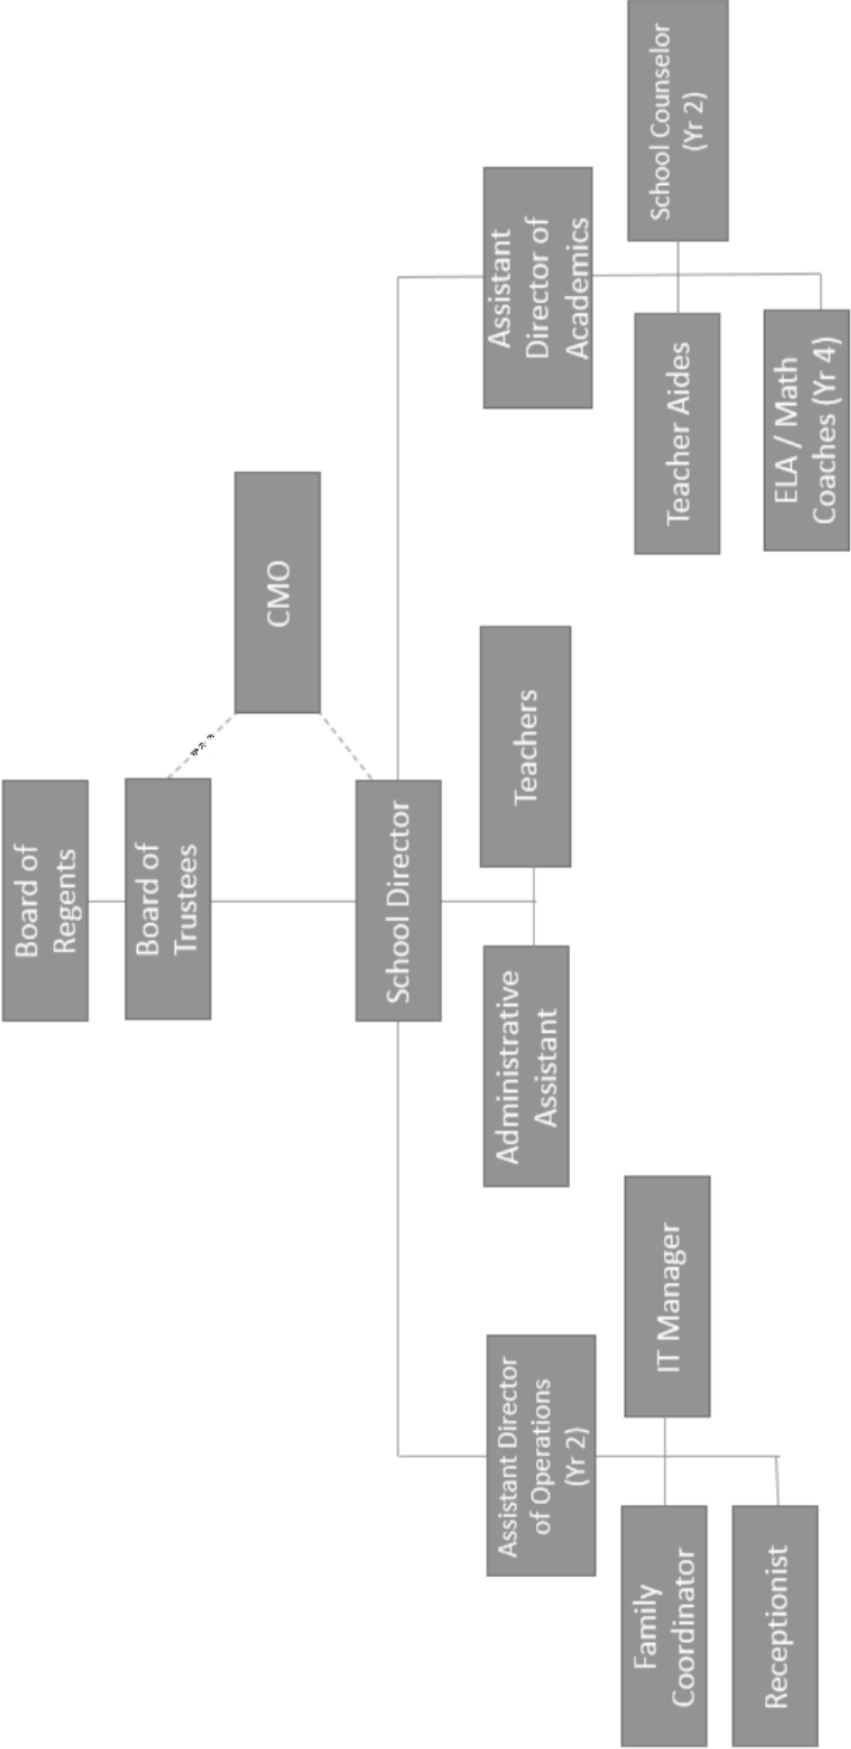 Board of
Regents
Board of
Trustees
CMO
School Director
Assistant Director
of Operations
(Yr 2)
Administrative
Assistant
Teachers
Assistant
Director of
Academics
Family
Coordinator
IT Manager
Teacher Aides
School Counselor
(Yr 2)
Receptionist
ELA / Math
Coaches (Yr 4)